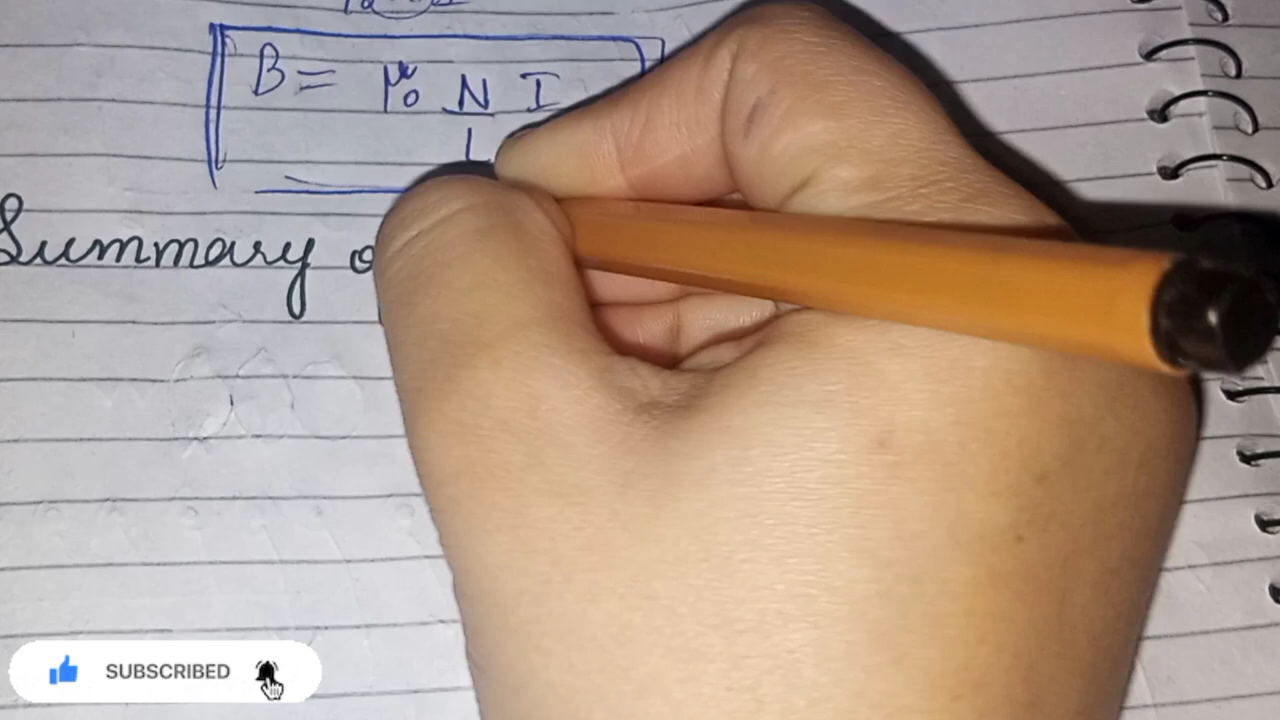 B = μ₀ N I
L
Summary
SUBSCRIBED